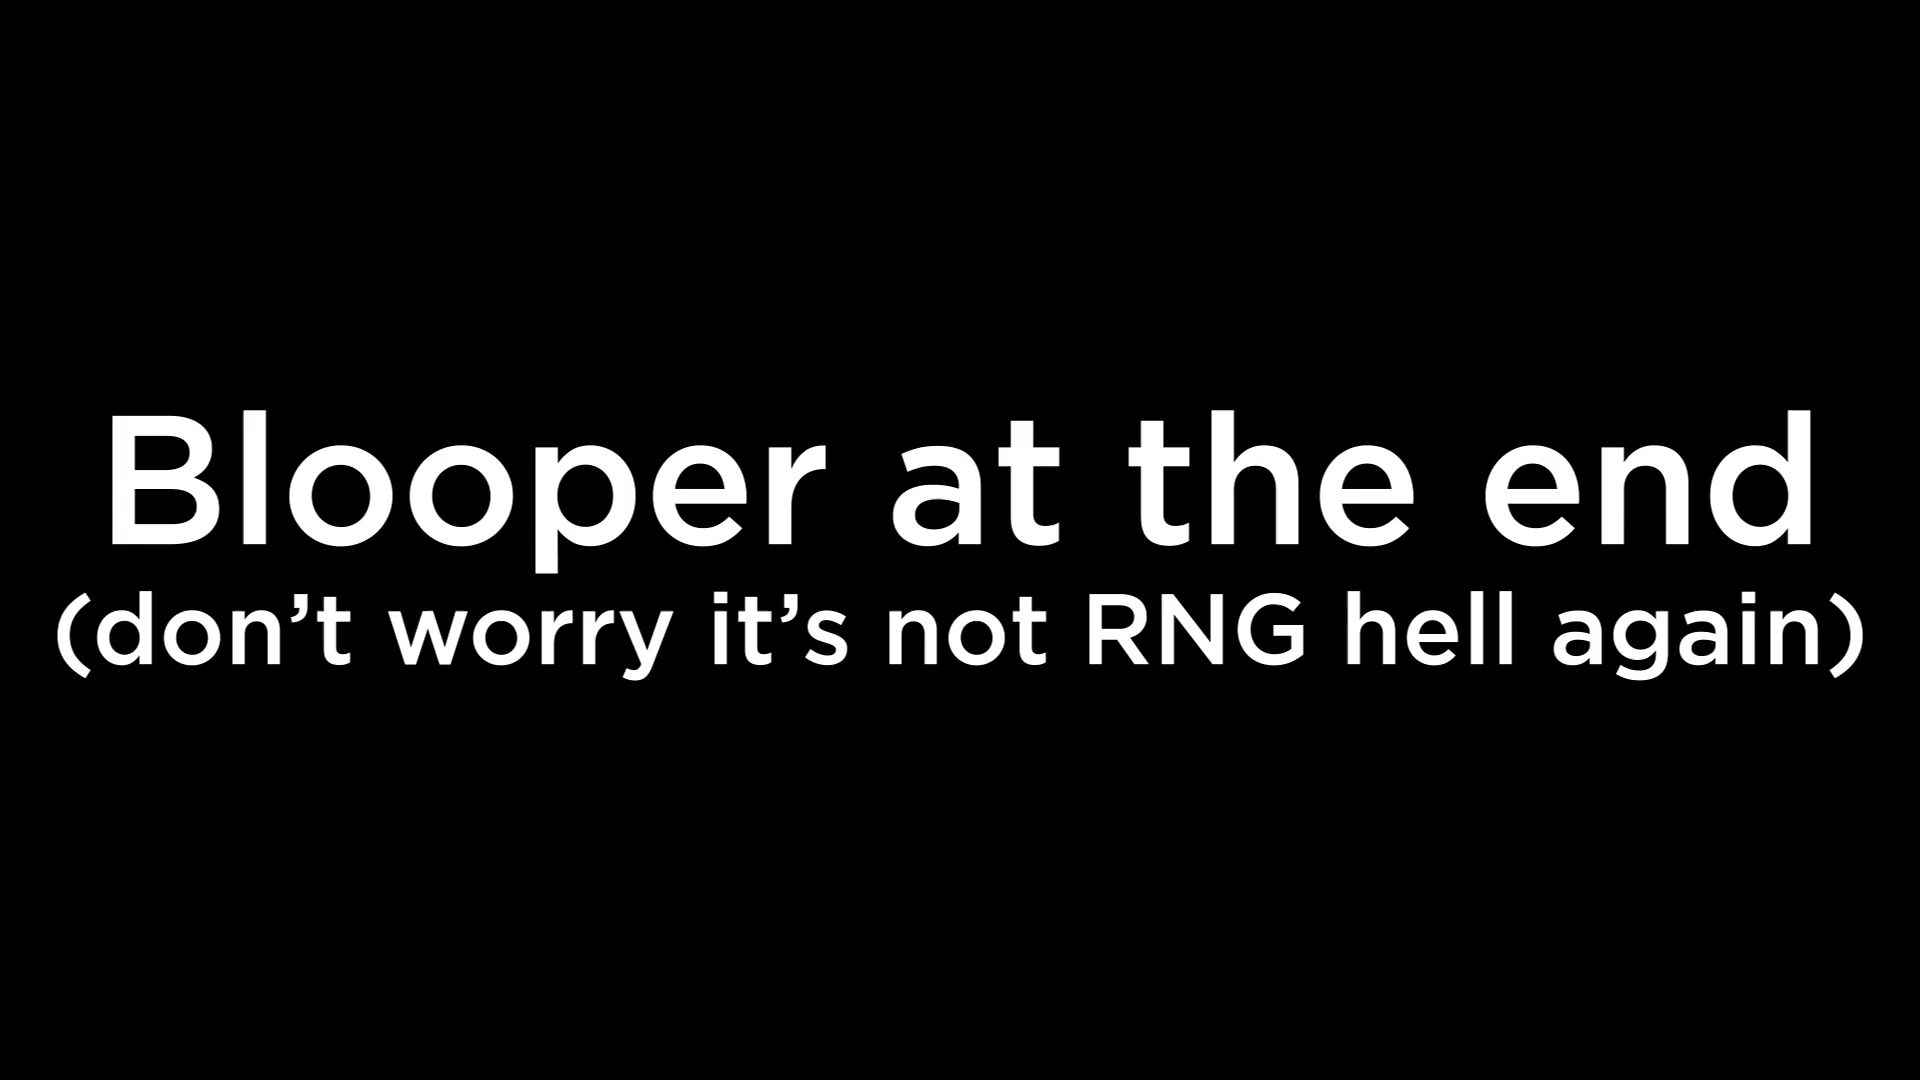 Blooper at the end
(don’t worry it’s not RNG hell again)